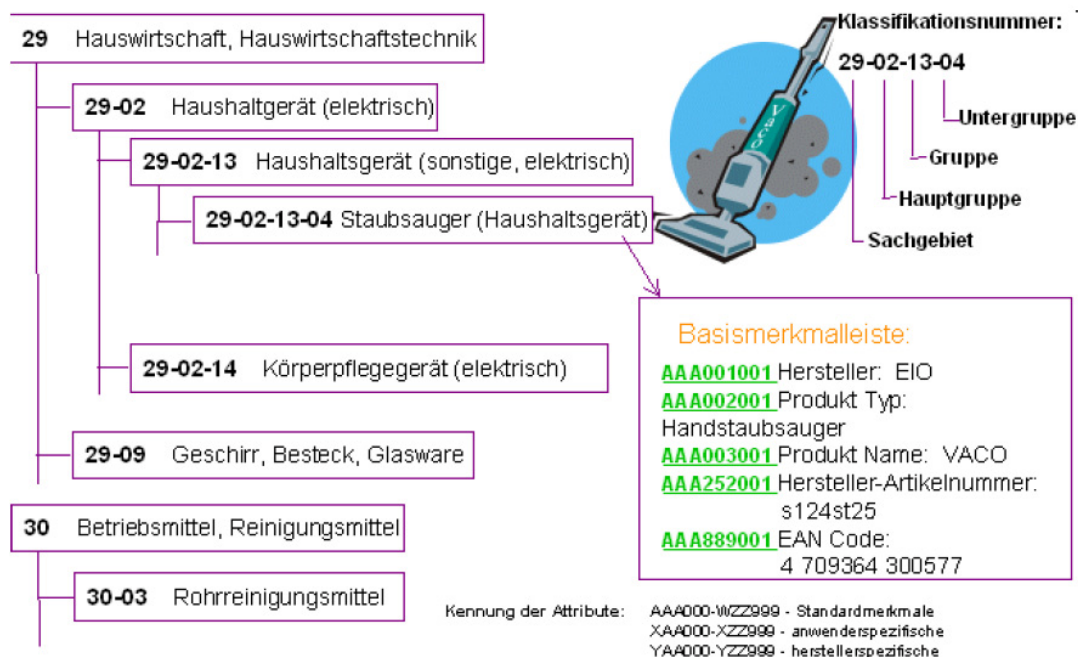 29 Hauswirtschaft, Hauswirtschaftstechnik
29-02 Haushaltgerät (elektrisch)
29-02-13 Haushaltsgerät (sonstige, elektrisch)
29-02-13-04 Staubsauger (Haushaltsgerät)
29-02-14 Körperpflegegerät (elektrisch)
29-09 Geschirr, Besteck, Glasware
30 Betriebsmittel, Reinigungsmittel
30-03 Rohrreinigungsmittel
Vaco
Klassifikationsnummer:
29-02-13-04
Untergruppe
Gruppe
Hauptgruppe
Sachgebiet
Basismerkmalleiste:
AAA001001 Hersteller: EIO
AAA002001 Produkt Typ:
Handstaubsauger
AAA003001 Produkt Name: VACO
AAA252001 Hersteller-Artikelnummer:
s124st25
AAA889001 EAN Code:
4 709364 300577
Kennung der Attribute: AAA000-WZZ999 - Standardmerkmale
XAA000-XZZ999 - anwenderspezifische
YAA000-YZZ999 - herstellerspezifische